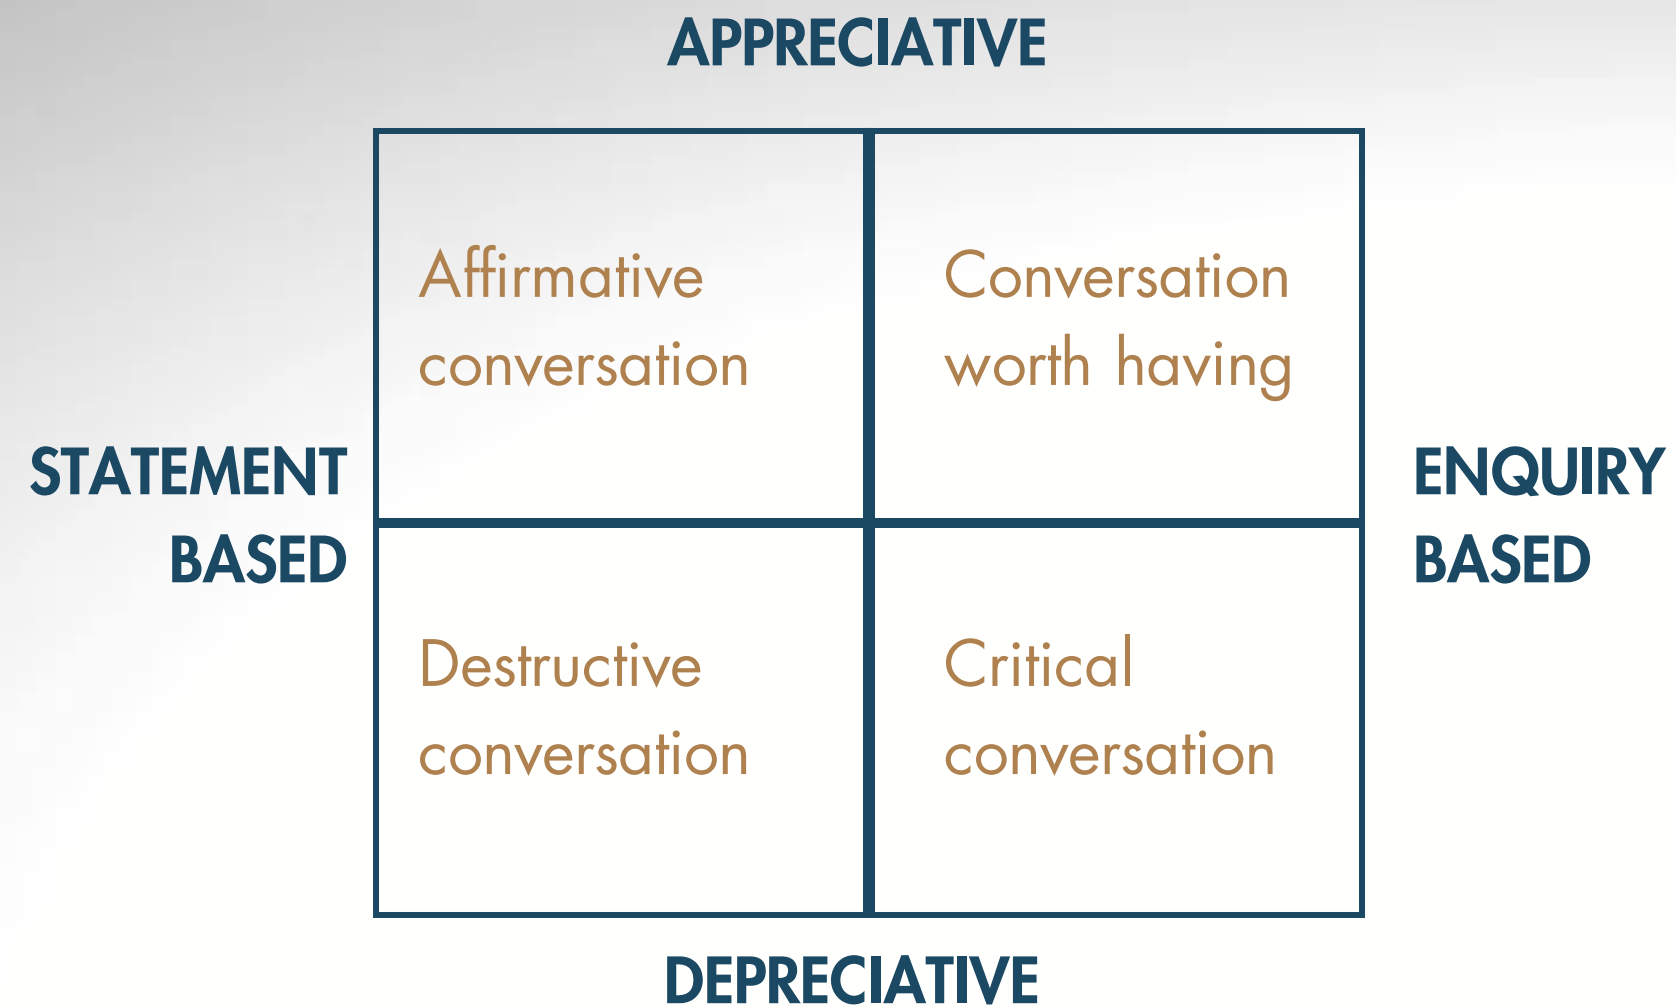 APPRECIATIVE
Affirmative
conversation
Conversation
worth having
STATEMENT
BASED
ENQUIRY
BASED
Destructive
conversation
Critical
conversation
DEPRECIATIVE